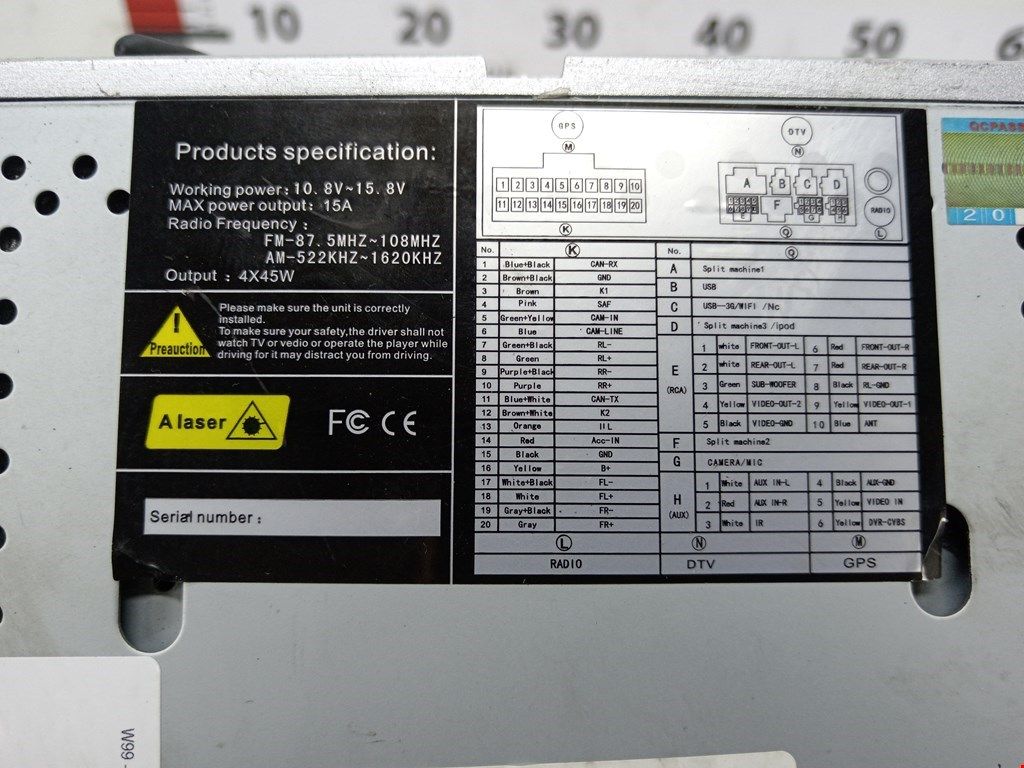 10 20 30 40 50 6
Products specification:
Working power: 10.8V~15.8V
MAX power output: 15A
Radio Frequency:
FM-87.5MHZ~108MHZ
AM-522KHZ~1620KHZ
Output : 4X45W
Please make sure the unit is correctly
installed.
To make sure your safety,the driver shall not
watch TV or vedio or operate the player while
driving for it may distract you from driving.
!
Preauction
A laser
FC CE
Serial number:
GPS
M
1 2 3 4 5 6 7 8 9 10
11 12 13 14 15 16 17 18 19 20
K
DTV
N
A B C D
F
E G H
RADIO
Q L
No. K
1 Blue+Black CAN-RX
2 Brown+Black GND
3 Brown K1
4 Pink SAF
5 Green+Yellow CAN-IN
6 Blue CAM-LINE
7 Green+Black RL-
8 Green RL+
9 Purple+Black RR-
10 Purple RR+
11 Blue+White CAN-TX
12 Brown+White K2
13 Orange ILL
14 Red Acc-IN
15 Black GND
16 Yellow B+
17 White+Black FL-
18 White FL+
19 Gray+Black FR-
20 Gray FR+
No. Q
A Split machine1
B USB
C USB--3G/WIFI /Nc
D Split machine3 /ipod
E
(RCA)
1 white FRONT-OUT-L 6 Red FRONT-OUT-R
2 white REAR-OUT-L 7 Red REAR-OUT-R
3 Green SUB-WOOFER 8 Black RL-GND
4 Yellow VIDEO-OUT-2 9 Yellow VIDEO-OUT-1
5 Black VIDEO-GND 10 Blue ANT
F Split machine2
G CAMERA/MIC
H
(AUX)
1 White AUX IN-L 4 Black AUX-GND
2 Red AUX IN-R 5 Yellow VIDEO IN
3 White IR 6 Yellow DVR-CVBS
L N M
RADIO DTV GPS
QCPASS
2 0
W99